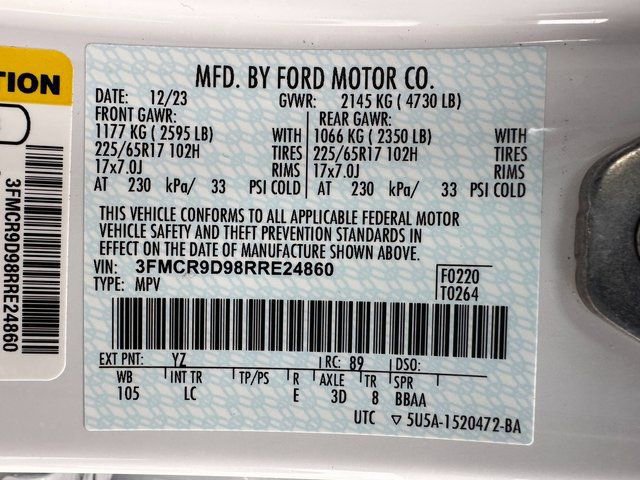 TION
3FMCR9D98RRE24860
MFD. BY FORD MOTOR CO.
DATE: 12/23 GVWR: 2145 KG ( 4730 LB)
FRONT GAWR: REAR GAWR:
1177 KG ( 2595 LB) WITH 1066 KG ( 2350 LB) WITH
225/65R17 102H TIRES 225/65R17 102H TIRES
17x7.0J RIMS 17x7.0J RIMS
AT 230 kPa/ 33 PSI COLD AT 230 kPa/ 33 PSI COLD
THIS VEHICLE CONFORMS TO ALL APPLICABLE FEDERAL MOTOR
VEHICLE SAFETY AND THEFT PREVENTION STANDARDS IN
EFFECT ON THE DATE OF MANUFACTURE SHOWN ABOVE.
VIN: 3FMCR9D98RRE24860 F0220
TYPE: MPV T0264
EXT PNT: YZ RC: 89 DSO:
WB INT TR TP/PS R AXLE TR SPR
105 LC E 3D 8 BBAA
UTC ▽ 5U5A-1520472-BA